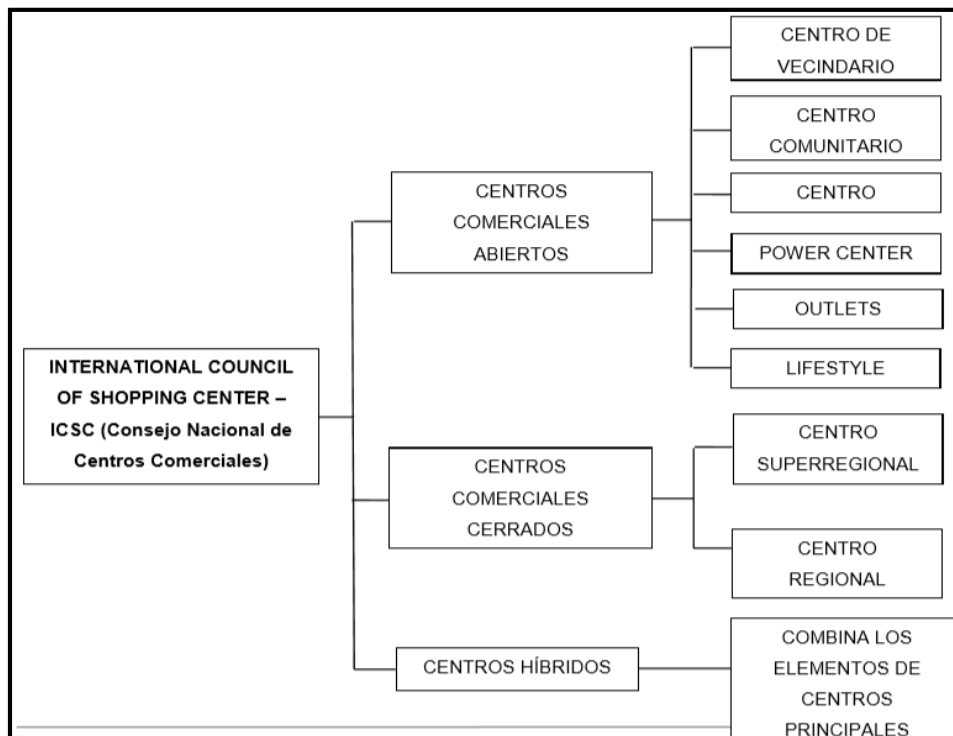 INTERNATIONAL COUNCIL
OF SHOPPING CENTER –
ICSC (Consejo Nacional de
Centros Comerciales)
CENTROS
COMERCIALES
ABIERTOS
CENTRO DE
VECINDARIO
CENTRO
COMUNITARIO
CENTRO
POWER CENTER
OUTLETS
LIFESTYLE
CENTROS
COMERCIALES
CERRADOS
CENTRO
SUPERREGIONAL
CENTRO
REGIONAL
CENTROS HÍBRIDOS
COMBINA LOS
ELEMENTOS DE
CENTROS
PRINCIPALES